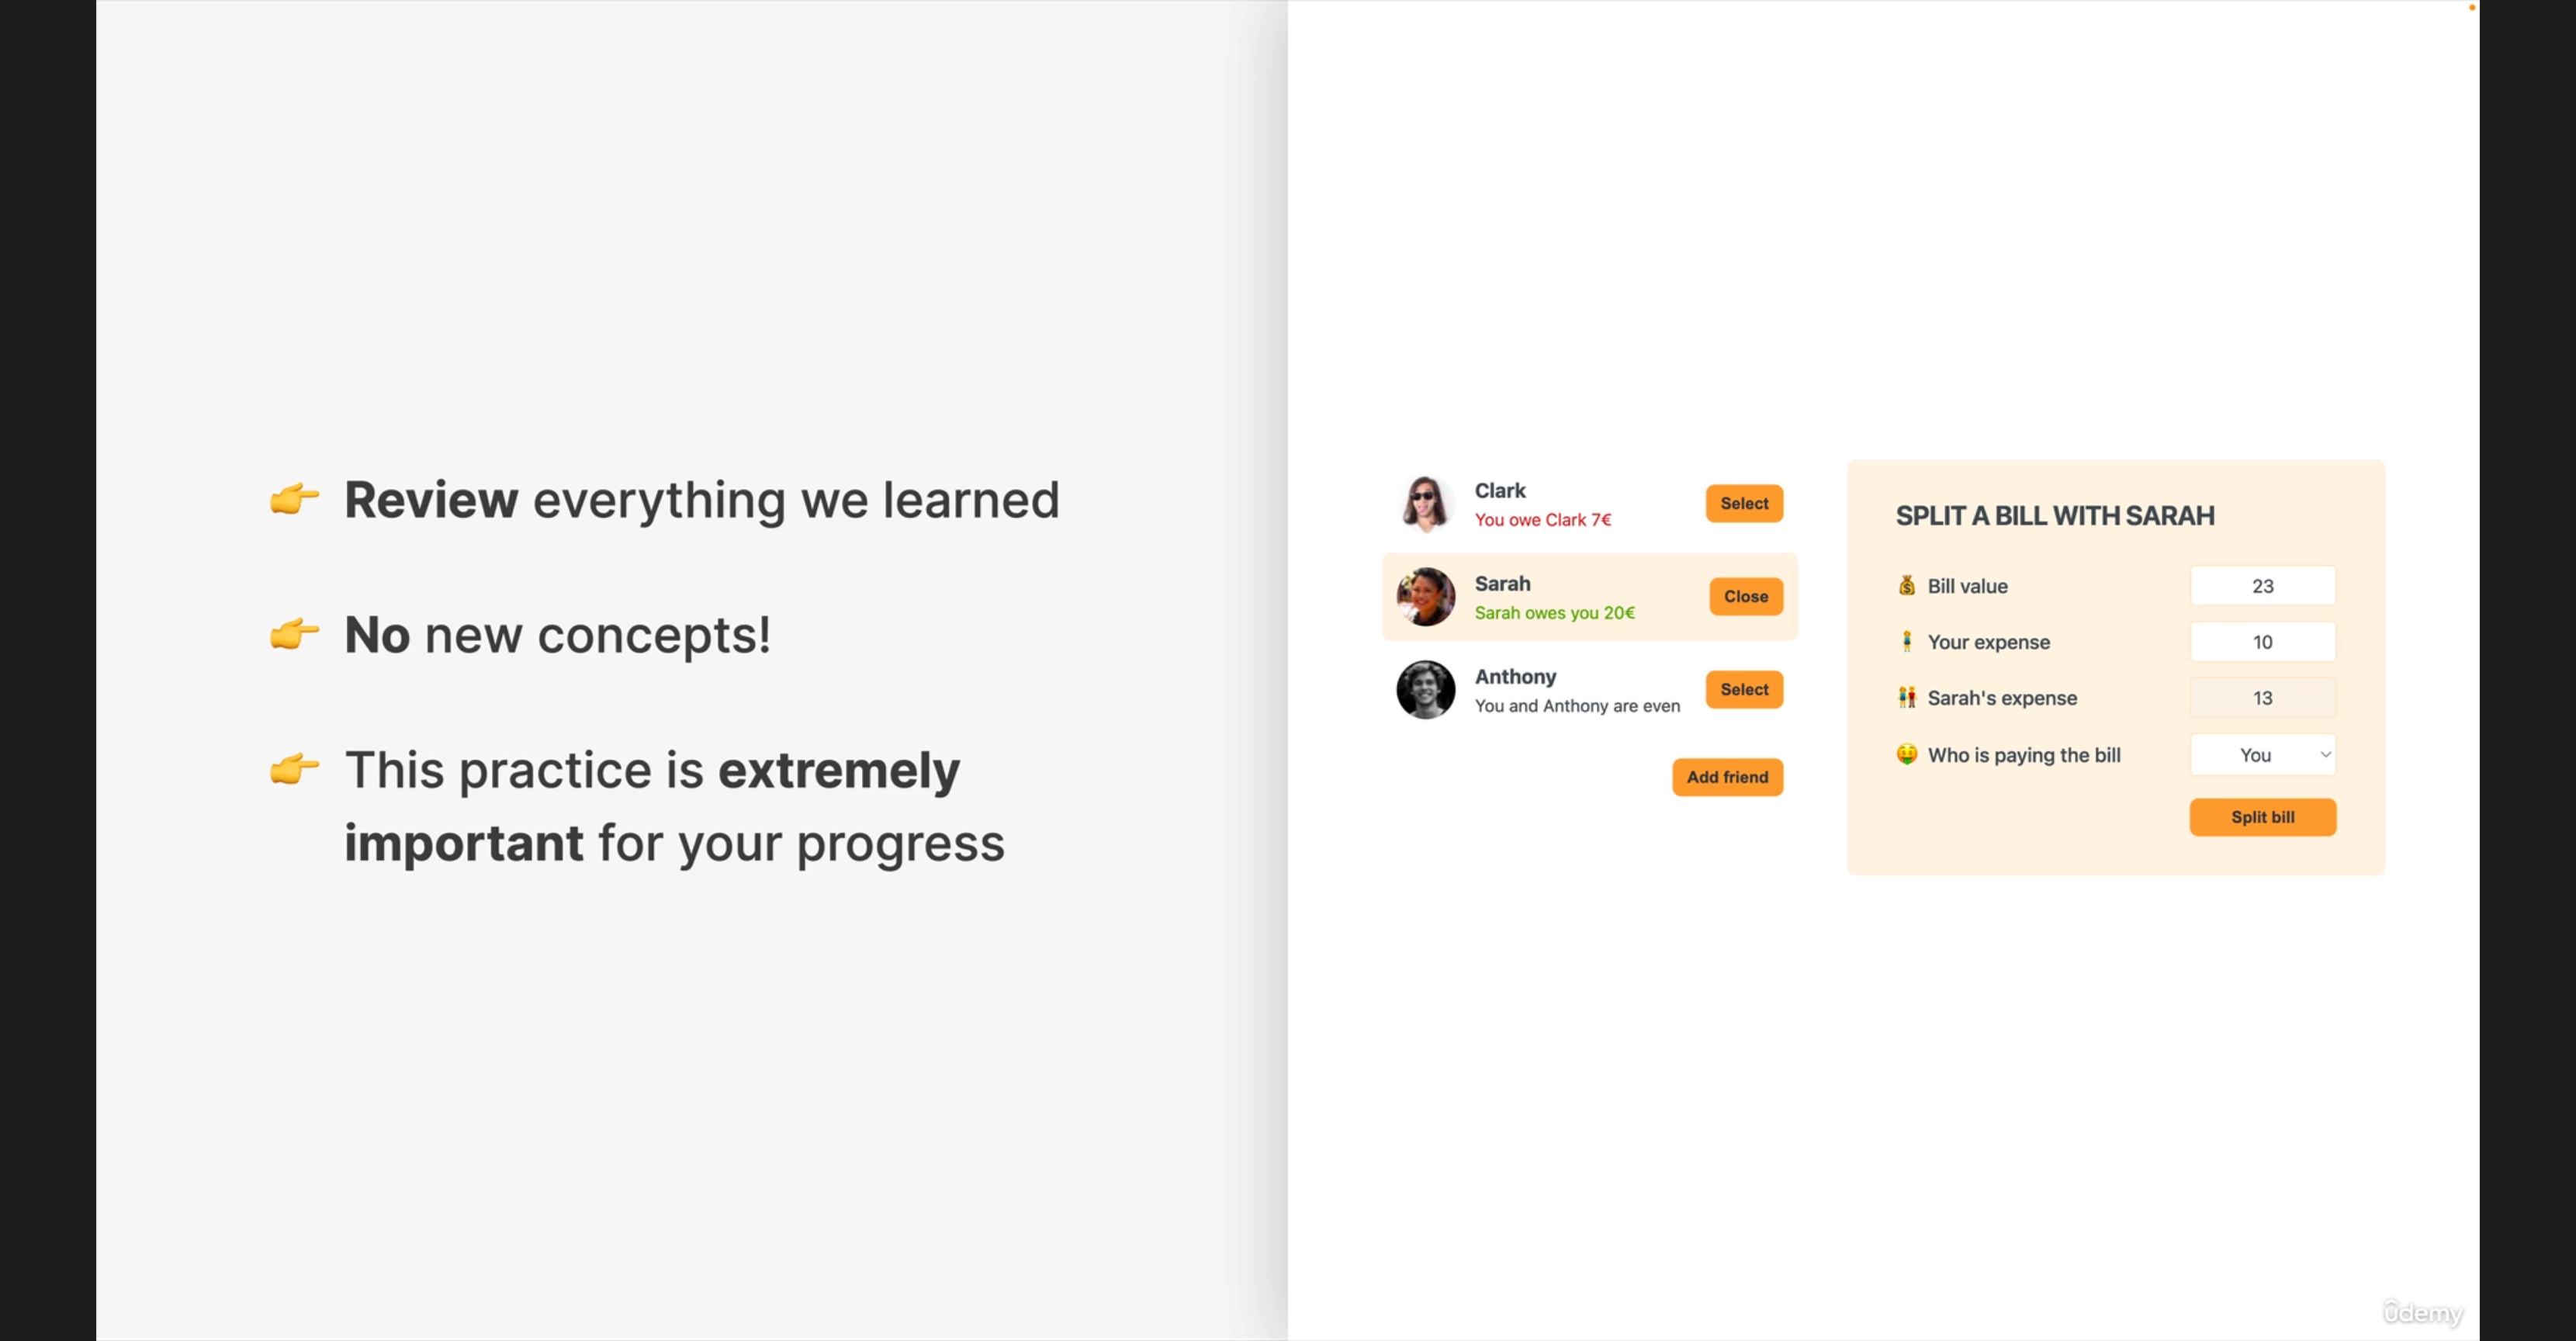 👉 Review everything we learned
👉 No new concepts!
👉 This practice is extremely
important for your progress
Clark
You owe Clark 7€
Select
Sarah
Sarah owes you 20€
Close
Anthony
You and Anthony are even
Select
Add friend
SPLIT A BILL WITH SARAH
💰 Bill value
23
🧍‍♀️ Your expense
10
👫 Sarah's expense
13
🤑 Who is paying the bill
You
Split bill
ûdemy